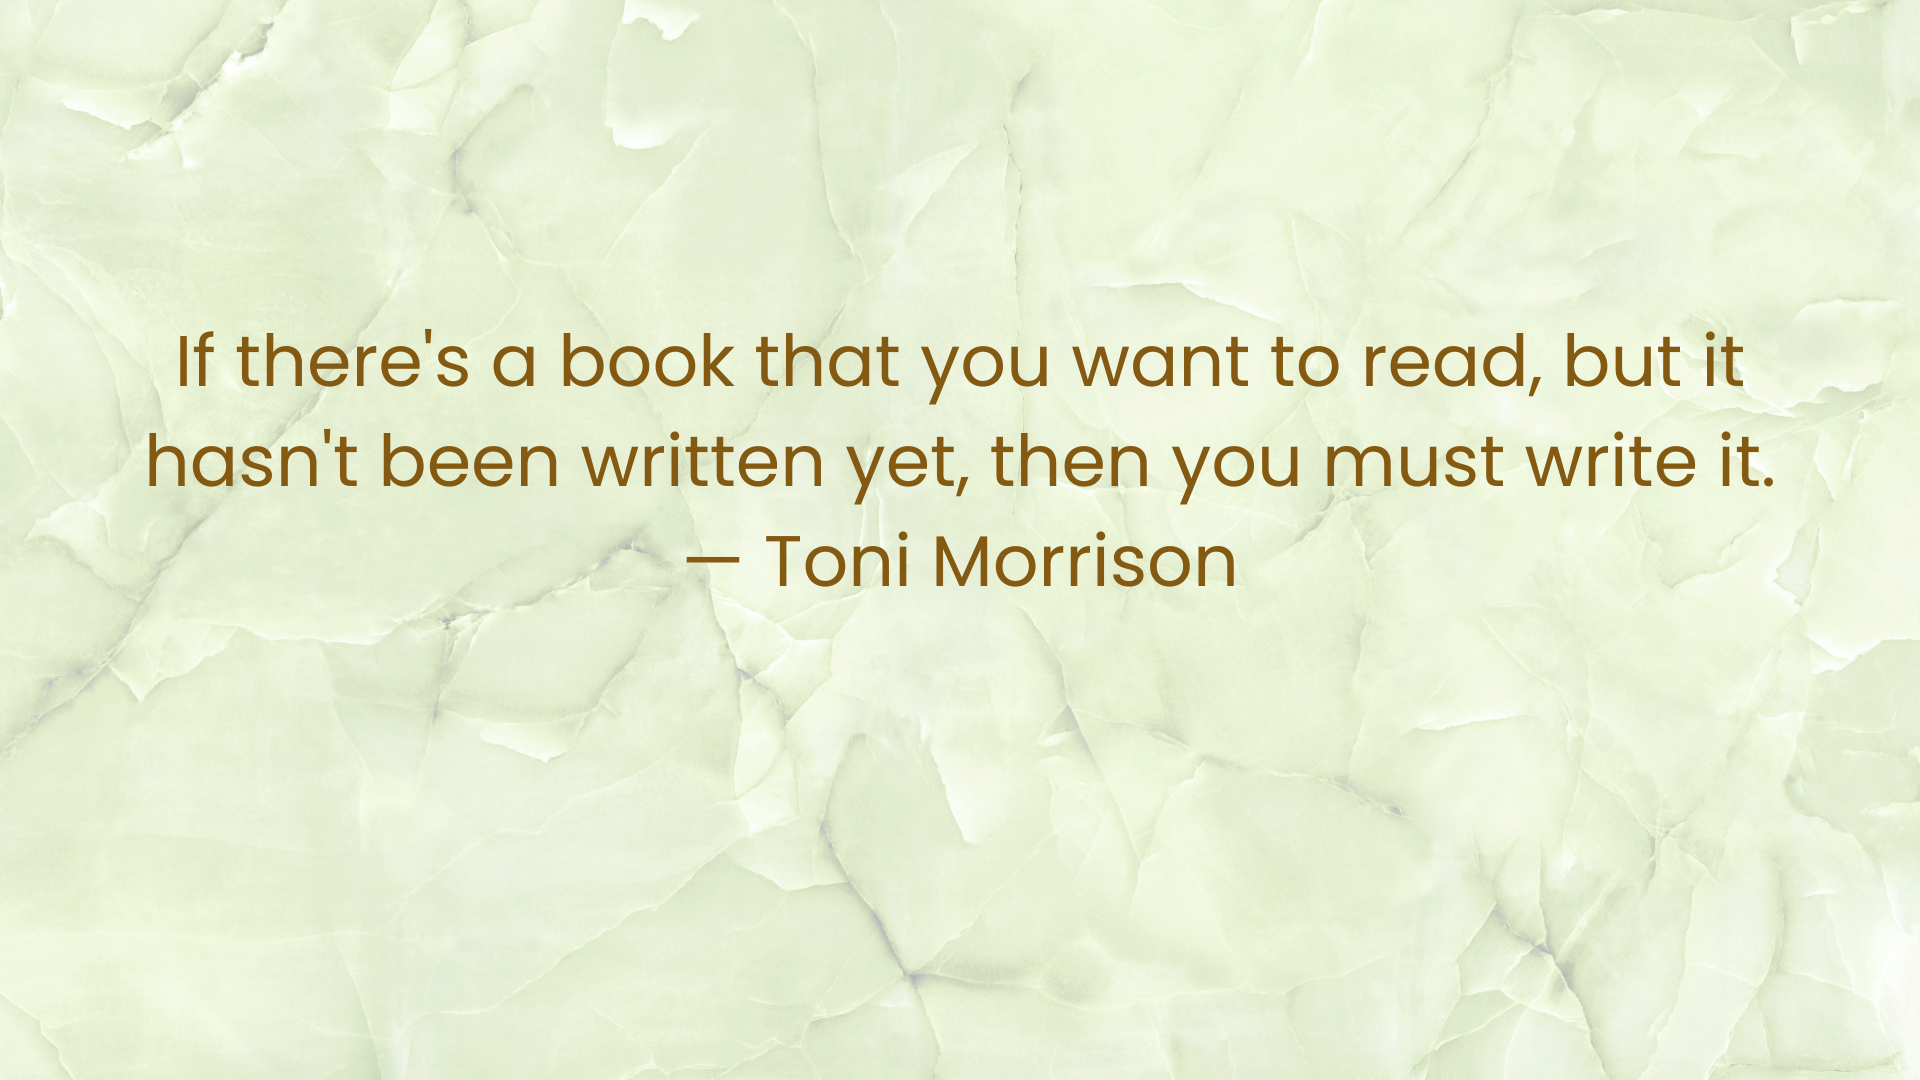 If there's a book that you want to read, but it
hasn't been written yet, then you must write it.
— Toni Morrison